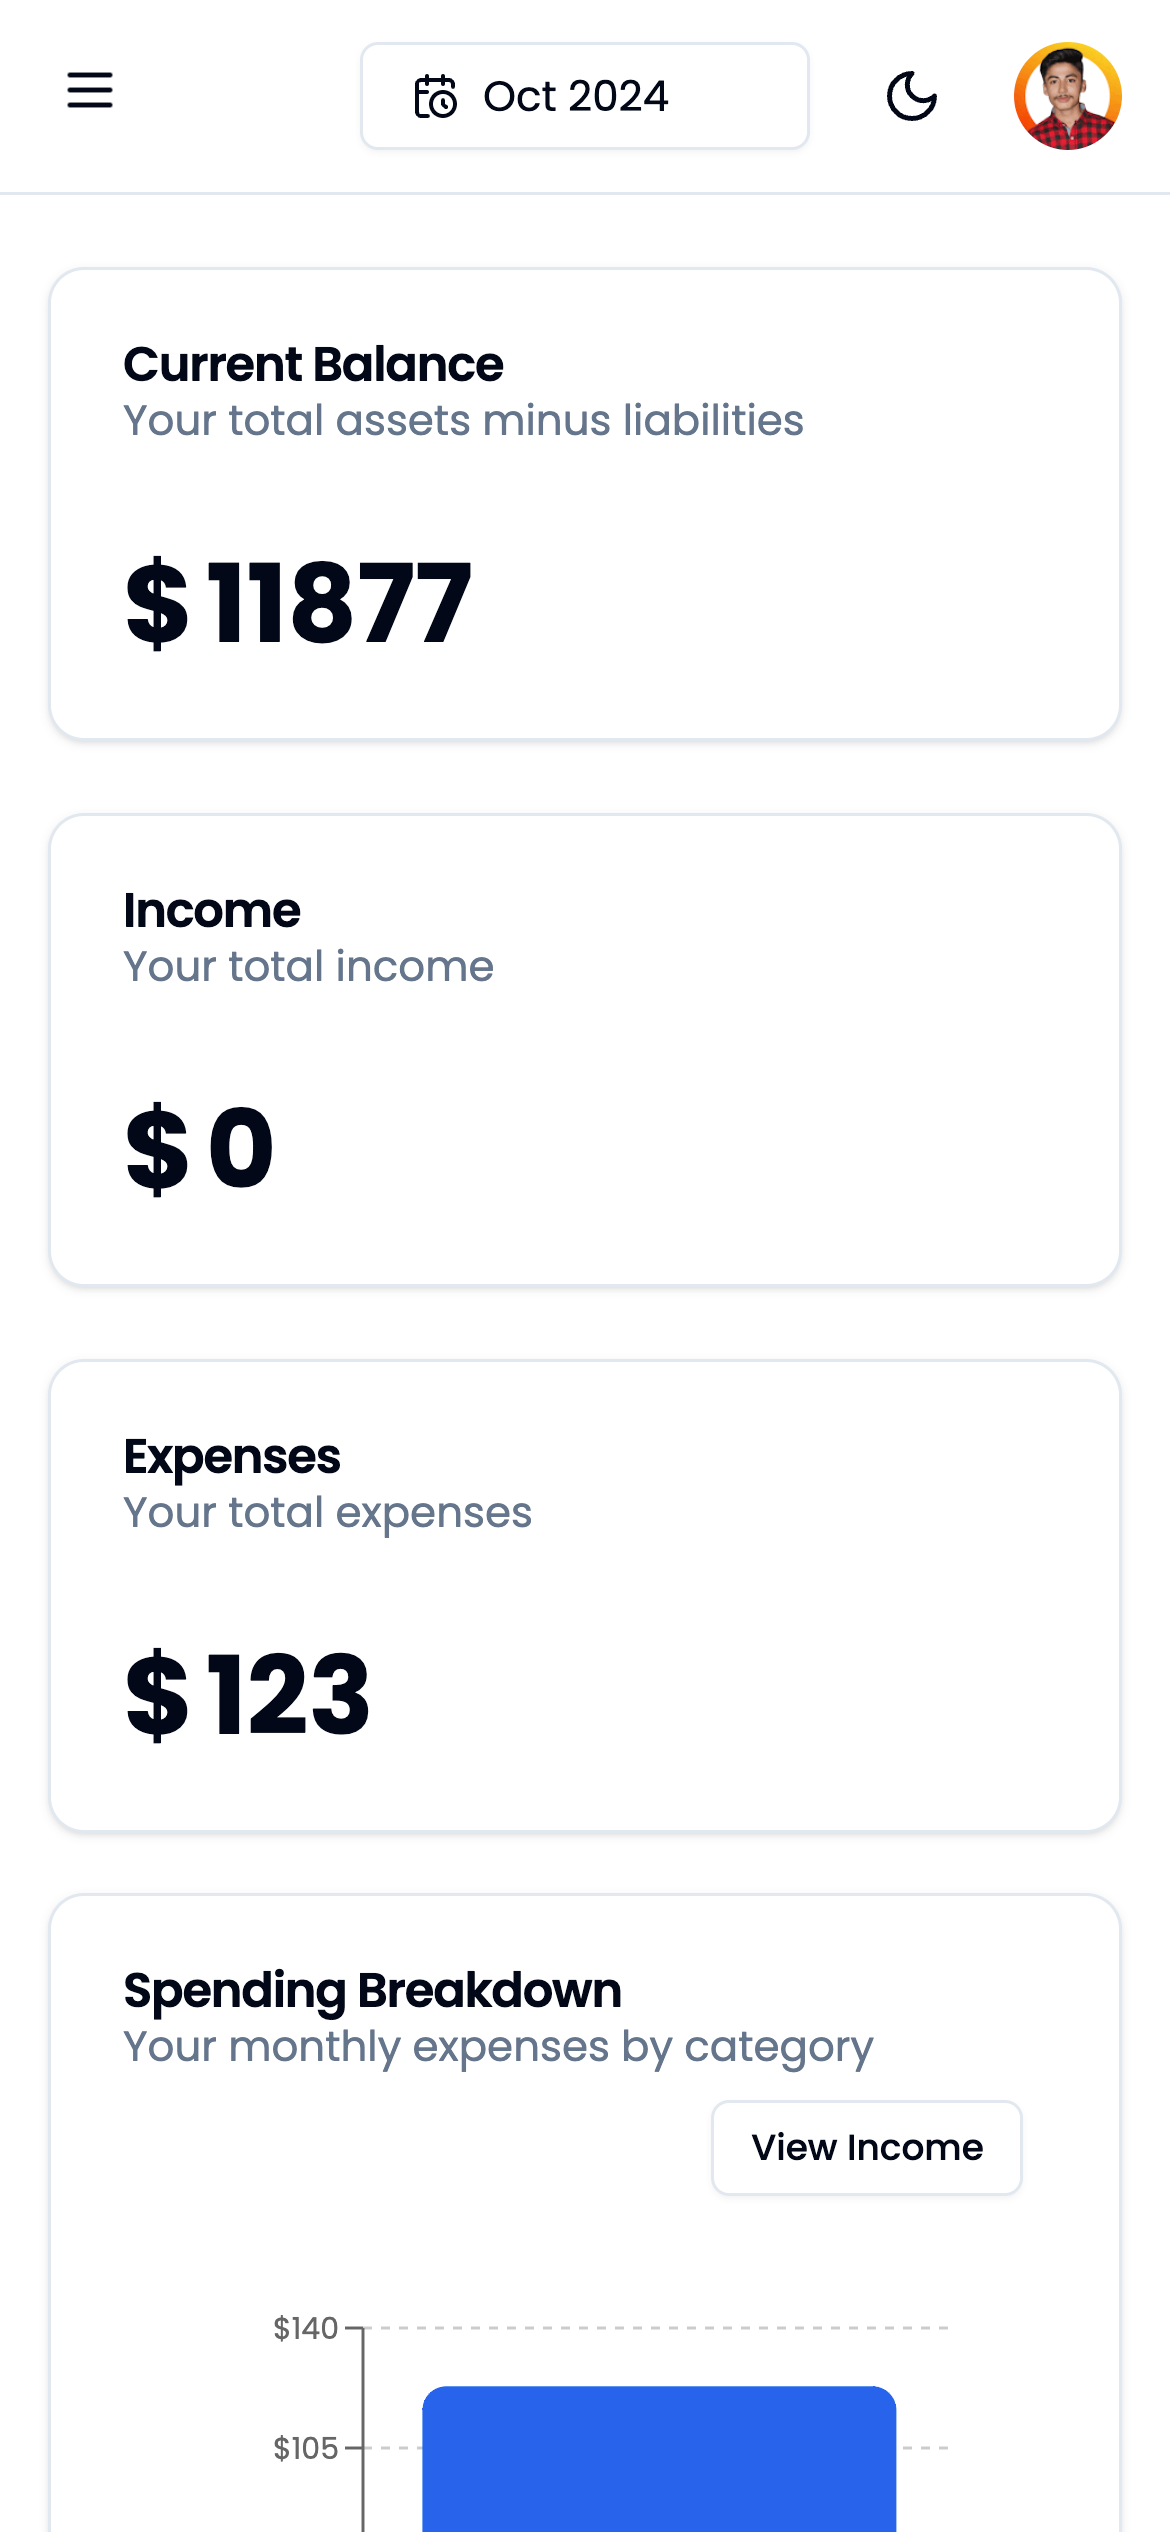 Oct 2024
Current Balance
Your total assets minus liabilities
$ 11877
Income
Your total income
$ 0
Expenses
Your total expenses
$ 123
Spending Breakdown
Your monthly expenses by category
View Income
$140
$105